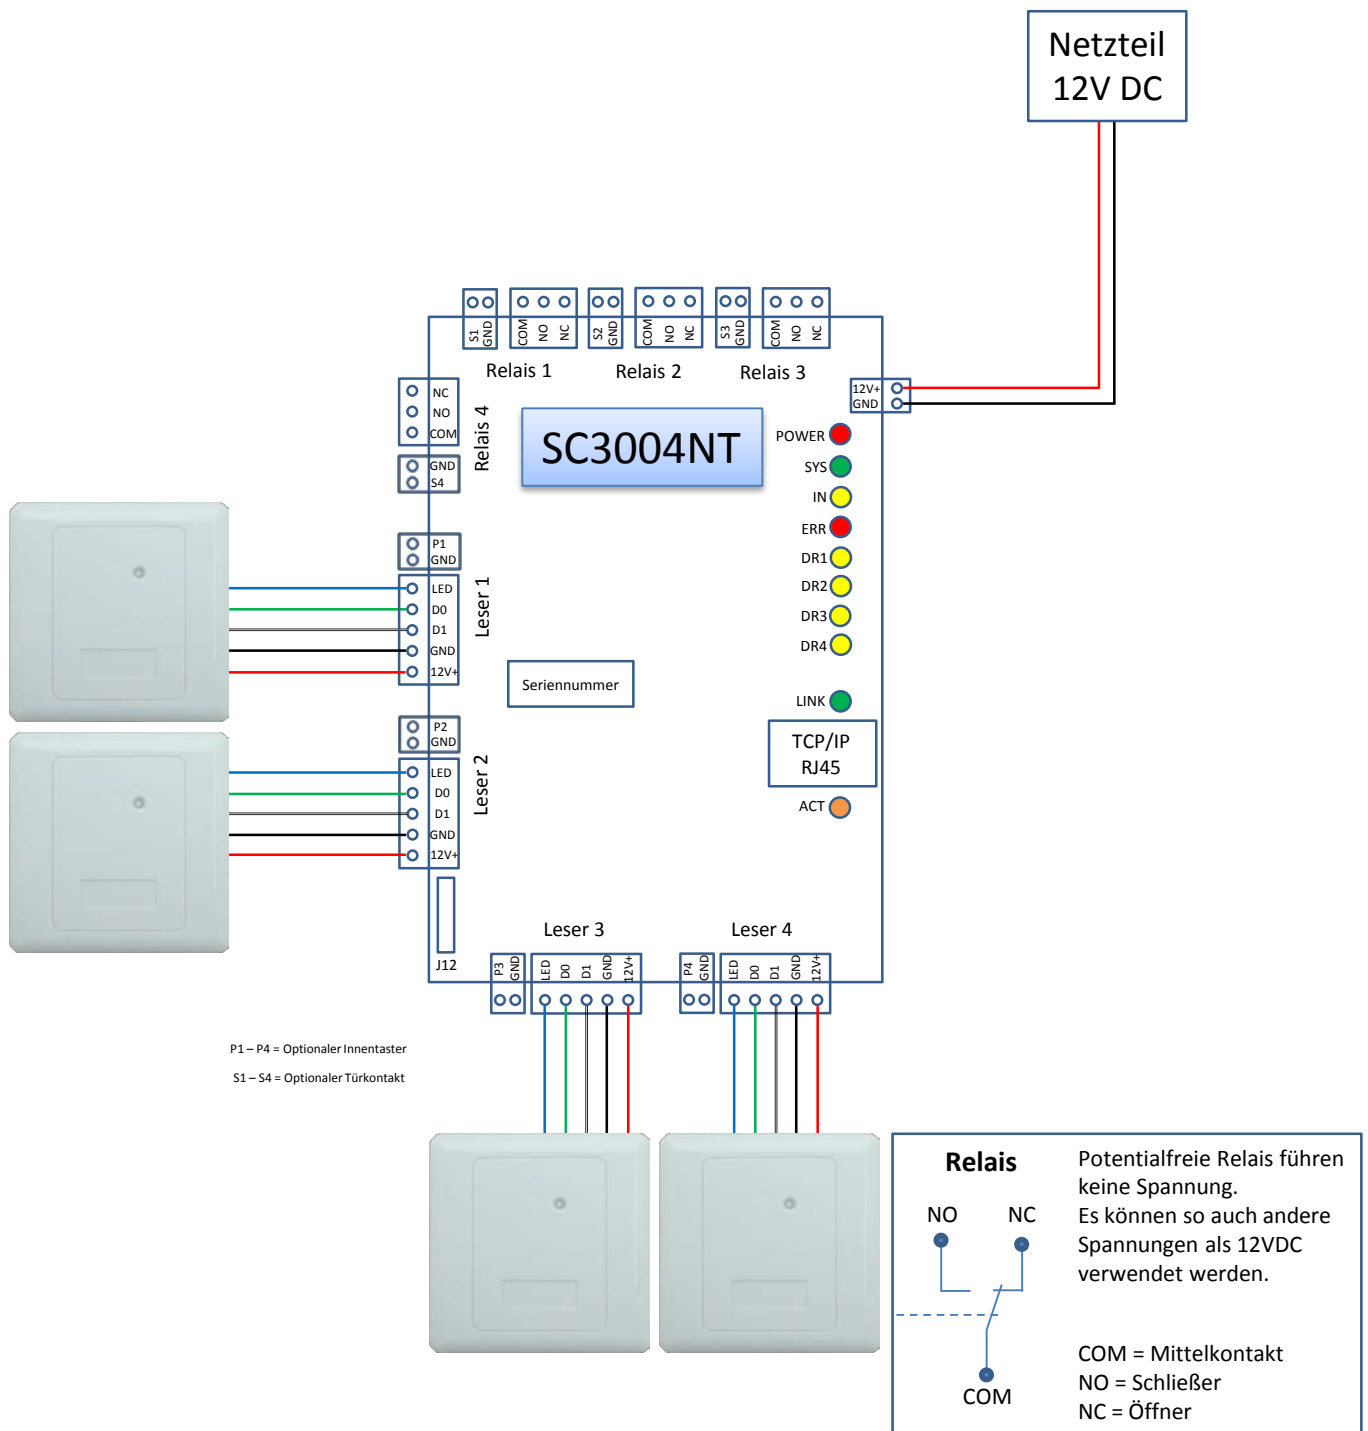 Netzteil
12V DC
S1
GND
COM
NO
NC
S2
GND
COM
NO
NC
S3
GND
COM
NO
NC
Relais 1
Relais 2
Relais 3
12V+
GND
NC
NO
COM
Relais 4
GND
S4
SC3004NT
POWER
SYS
IN
ERR
DR1
DR2
DR3
DR4
P1
GND
LED
D0
D1
GND
12V+
Leser 1
Seriennummer
LINK
TCP/IP
RJ45
ACT
P2
GND
LED
D0
D1
GND
12V+
Leser 2
J12
Leser 3
Leser 4
P3
GND
LED
D0
D1
GND
12V+
P4
GND
LED
D0
D1
GND
12V+
P1 – P4 = Optionaler Innentaster
S1 – S4 = Optionaler Türkontakt
Relais
NO
NC
COM
Potentialfreie Relais führen
keine Spannung.
Es können so auch andere
Spannungen als 12VDC
verwendet werden.
COM = Mittelkontakt
NO = Schließer
NC = Öffner